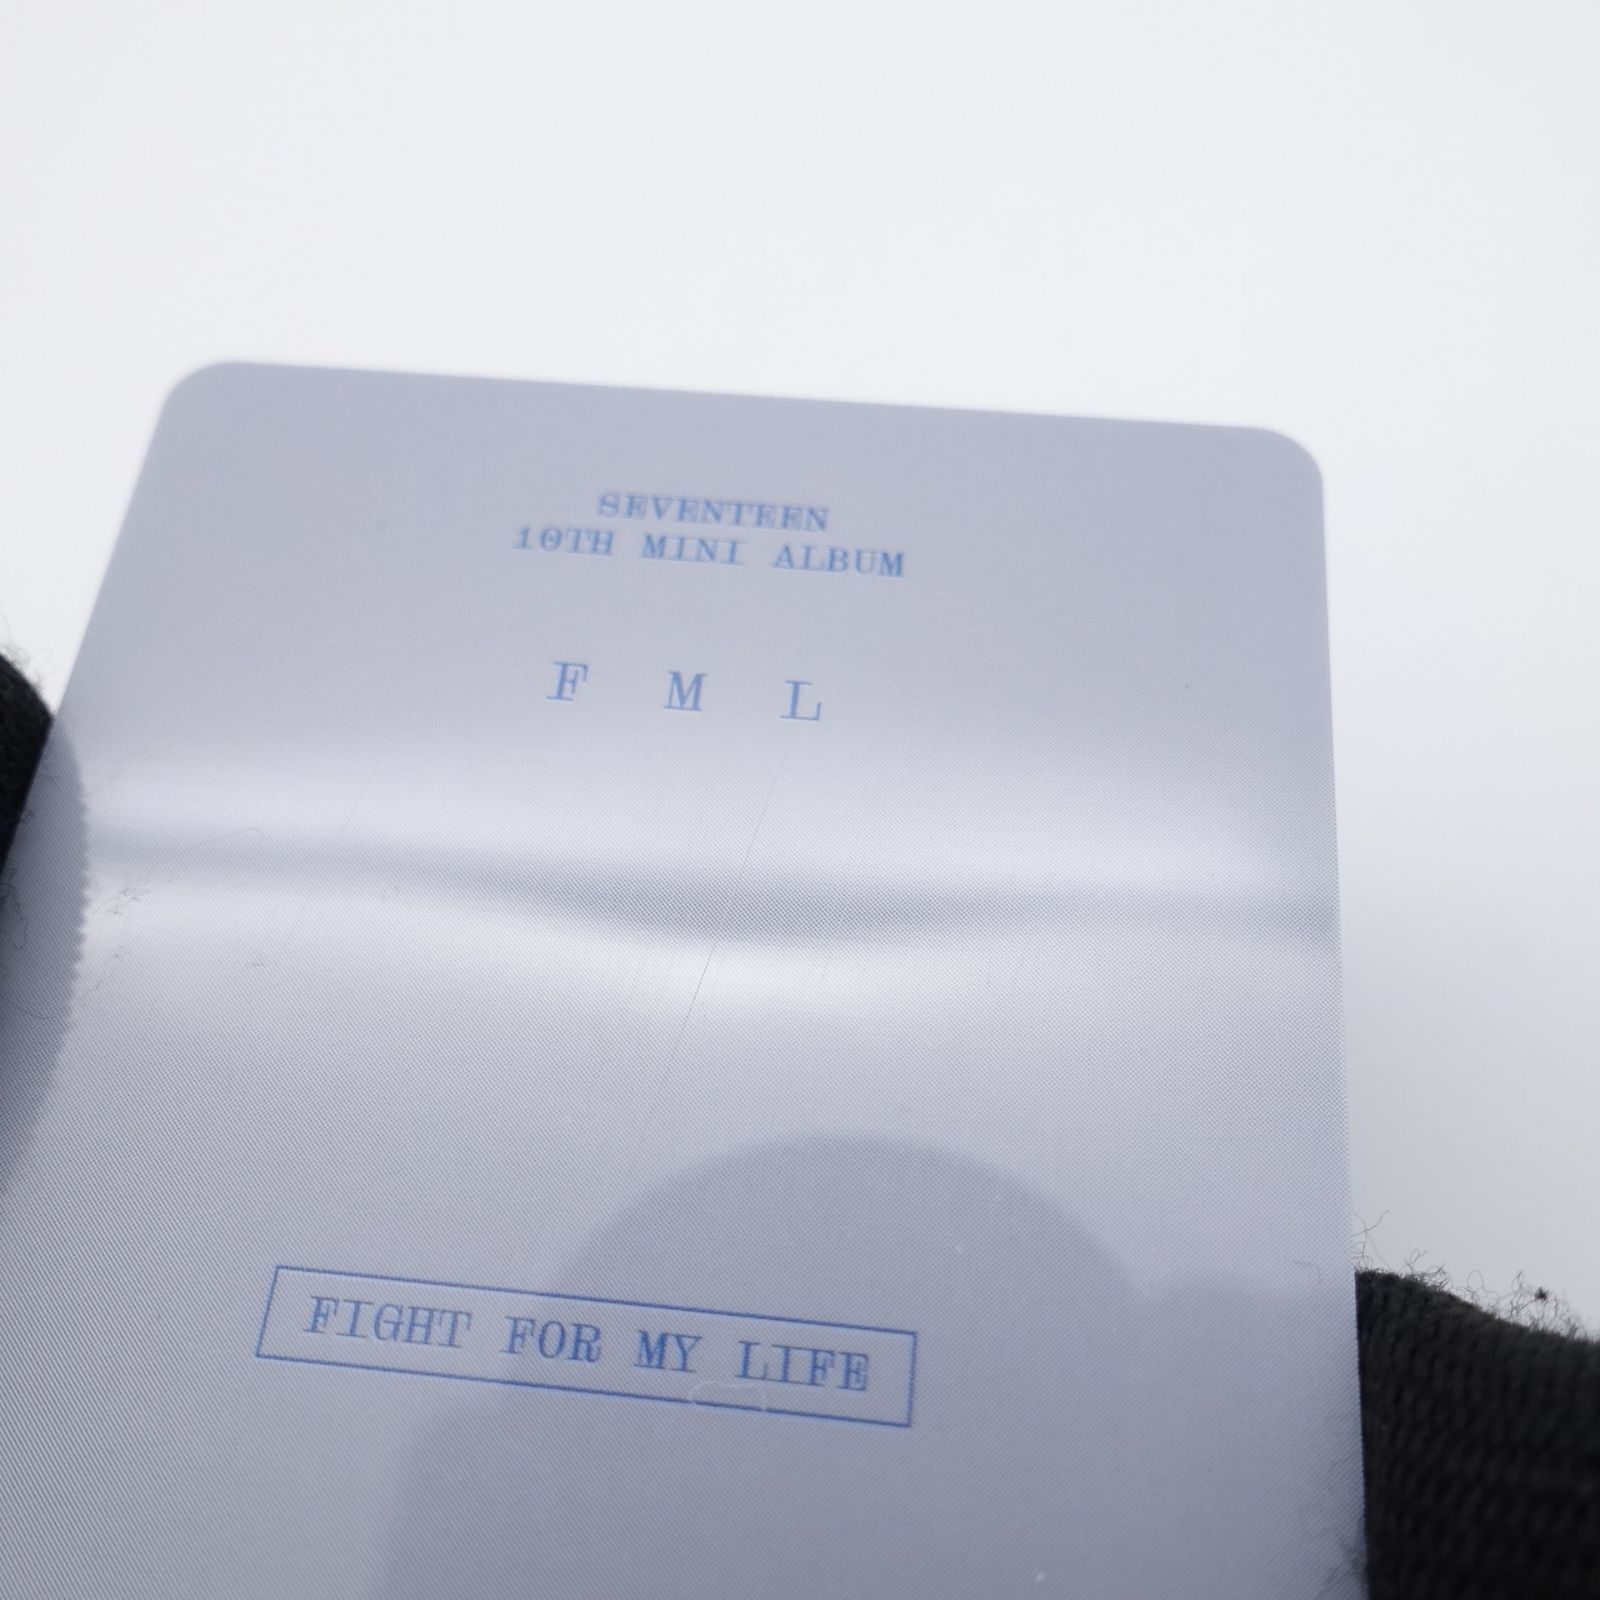 SEVENTEEN
10TH MINI ALBUM
F M L
FIGHT FOR MY LIFE